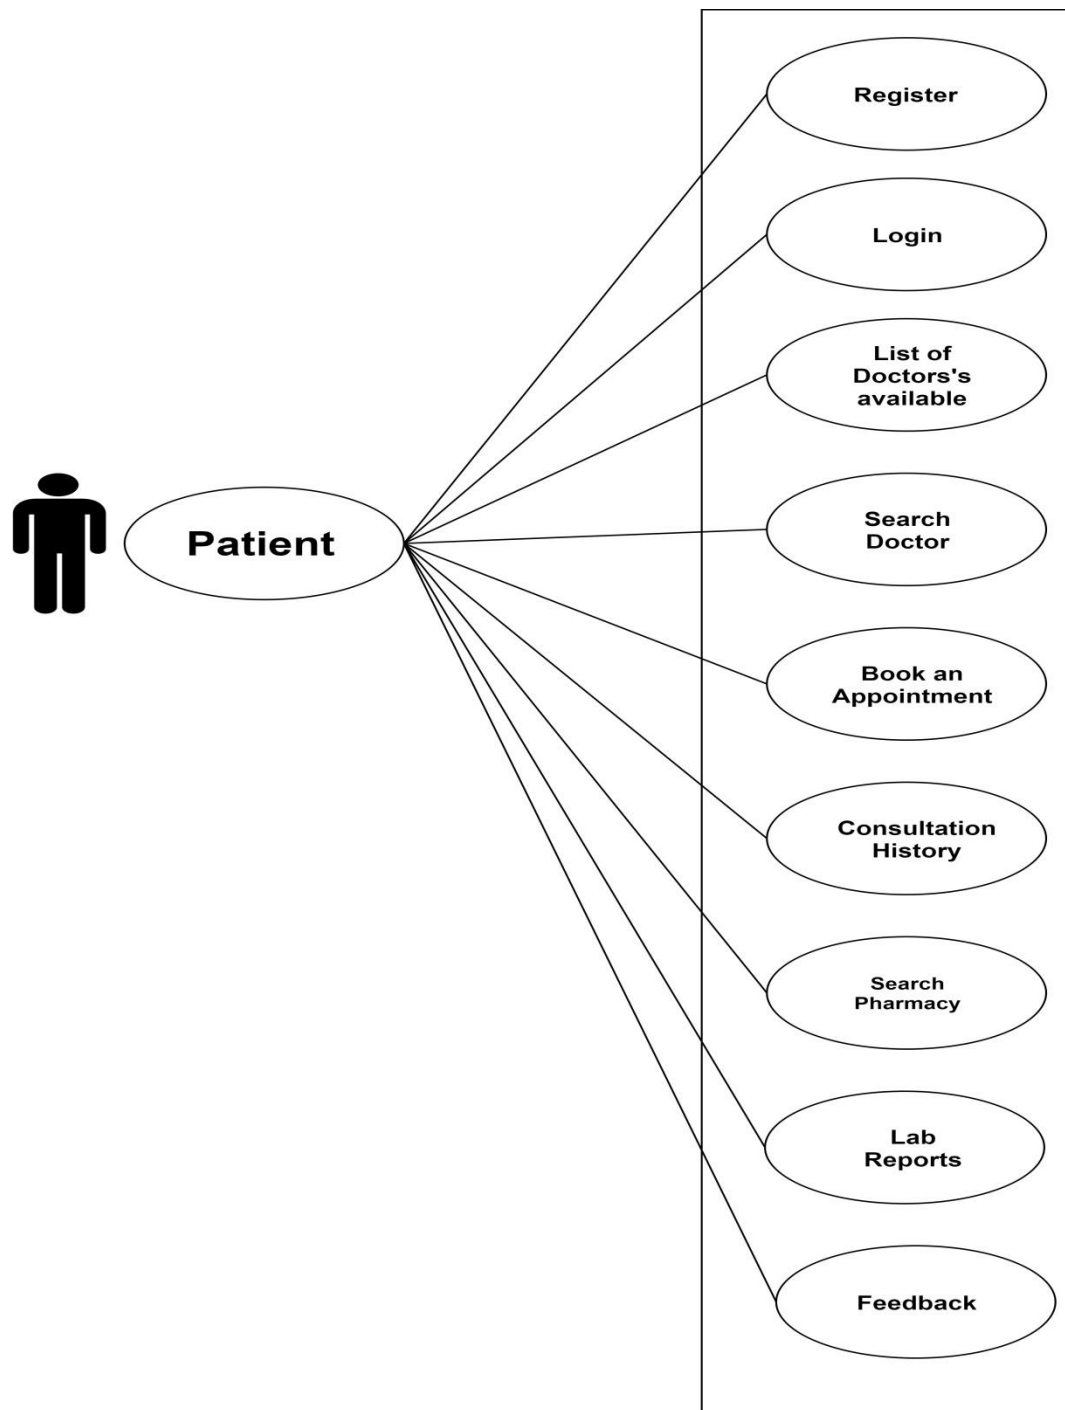 Register
Login
List of
Doctors's
available
Patient
Search
Doctor
Book an
Appointment
Consultation
History
Search
Pharmacy
Lab
Reports
Feedback